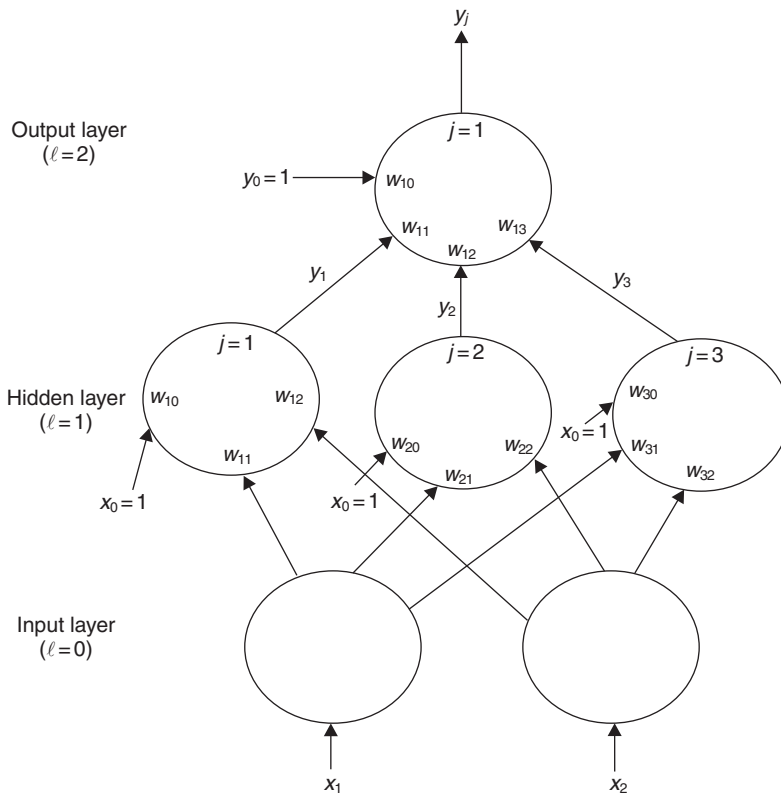 yⱼ
Output layer
(ℓ=2)
j=1
y₀=1
w₁₀
w₁₁
w₁₂
w₁₃
y₁
y₂
y₃
Hidden layer
(ℓ=1)
j=1
w₁₀
w₁₂
w₁₁
x₀=1
j=2
w₂₀
w₂₂
w₂₁
x₀=1
j=3
w₃₀
x₀=1
w₃₁
w₃₂
Input layer
(ℓ=0)
x₁
x₂